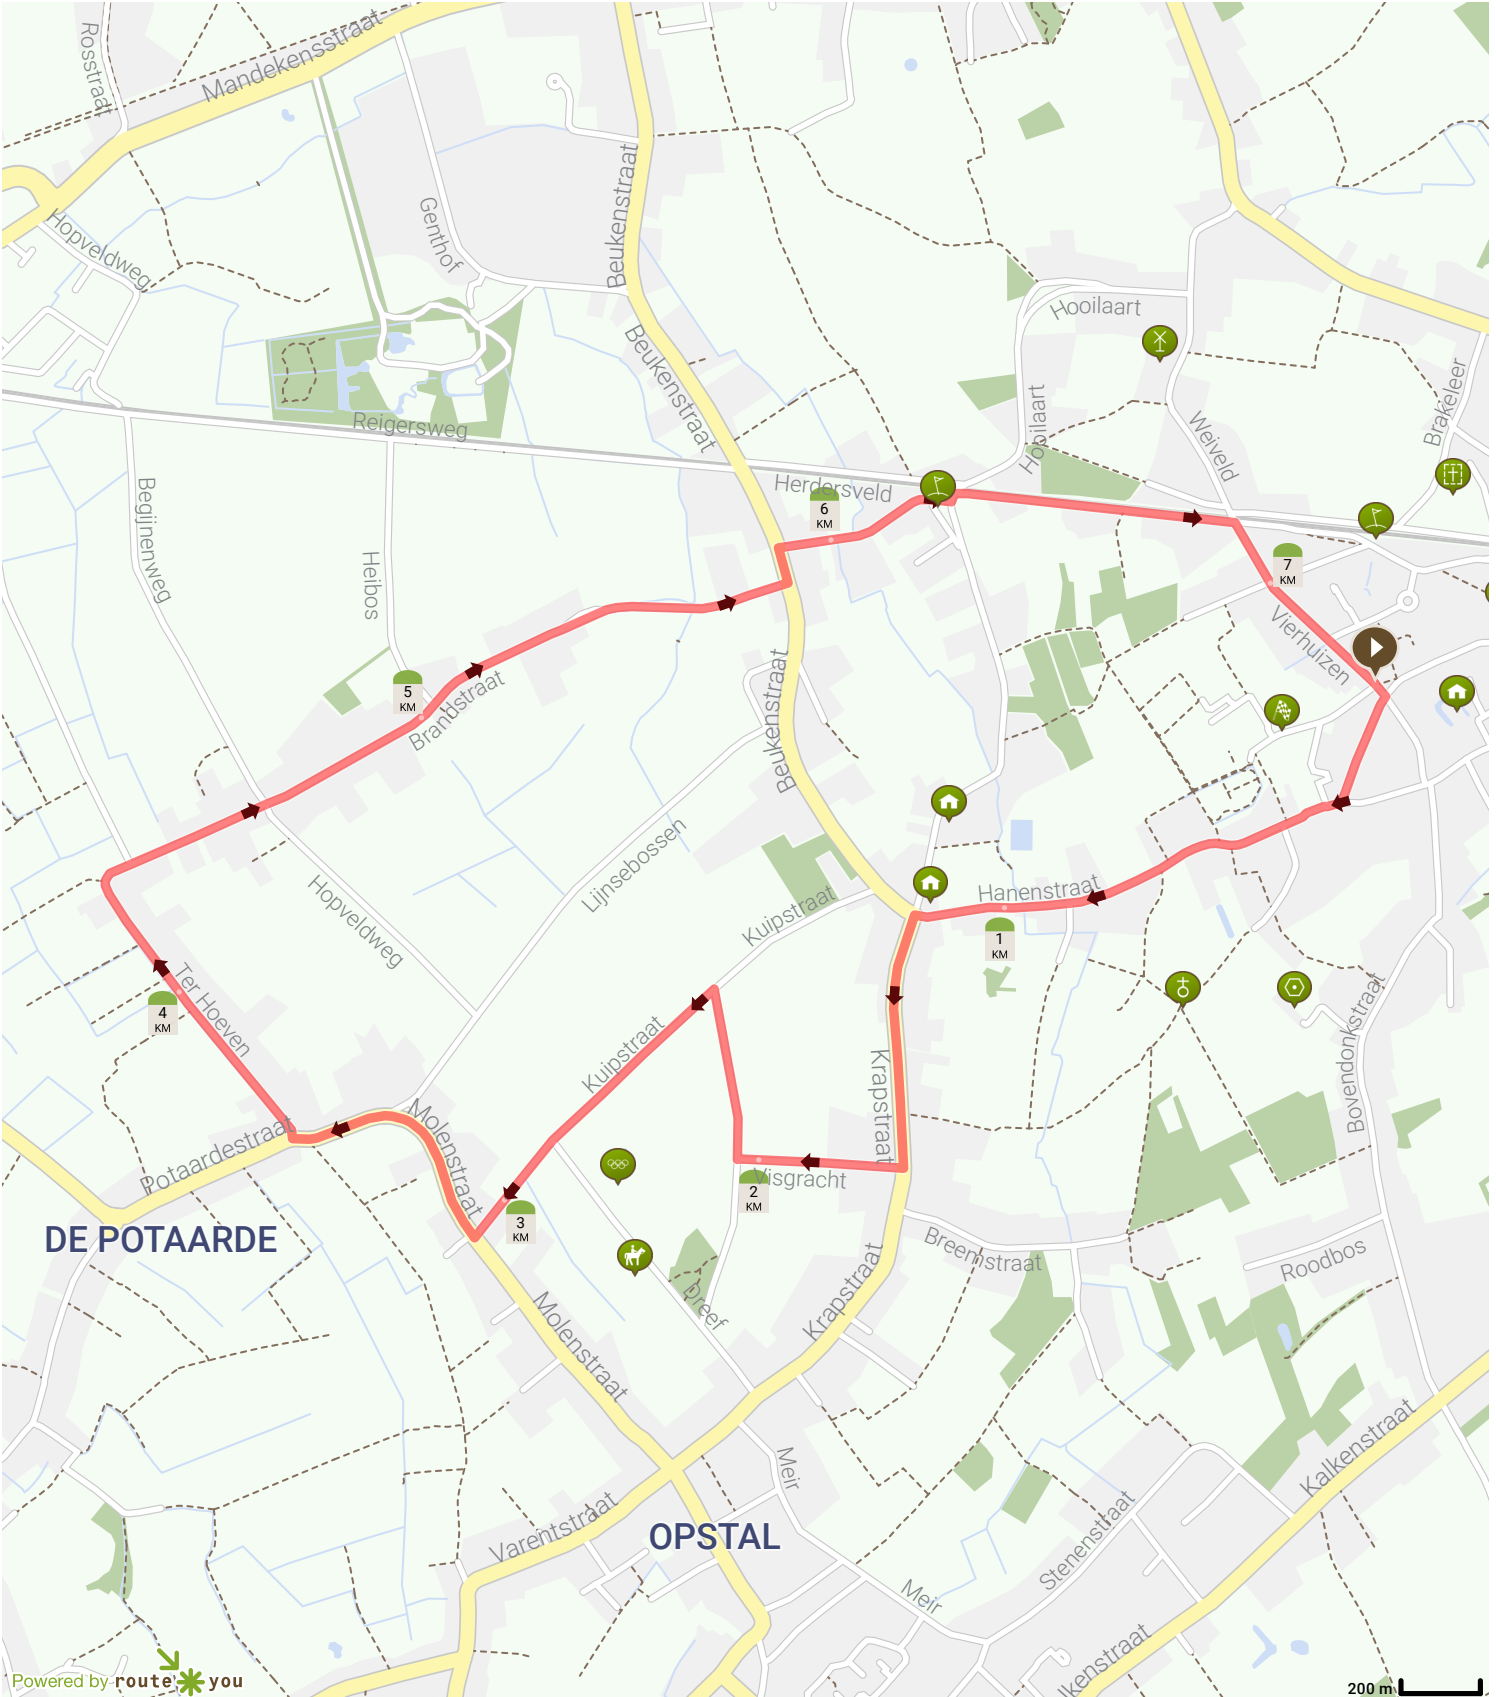 Rosstraat
Mandekensstraat
Hopveldweg
Genthof
Beukenstraat
Hooilaart
Beukenstraat
Reigersweg
Hooilaart
Weiveld
Brakeleer
Begijnenweg
Herdersveld
6
KM
Heibos
7
KM
Vierhuizen
5
KM
Brandstraat
Beukenstraat
Lijnsebossen
Hopveldweg
Kuipstraat
Hanenstraat
1
KM
Ter Hoeven
4
KM
Kuipstraat
Krapstraat
Bovendonkstraat
Molenstraat
Potaardestraat
Visgracht
2
KM
3
KM
DE POTAARDE
Breemstraat
Roodbos
Dreef
Krapstraat
Molenstraat
Kalkenstraat
Meir
Varentstraat
OPSTAL
Stenenstraat
Meir
lkenstraat
Powered by route you
200 m